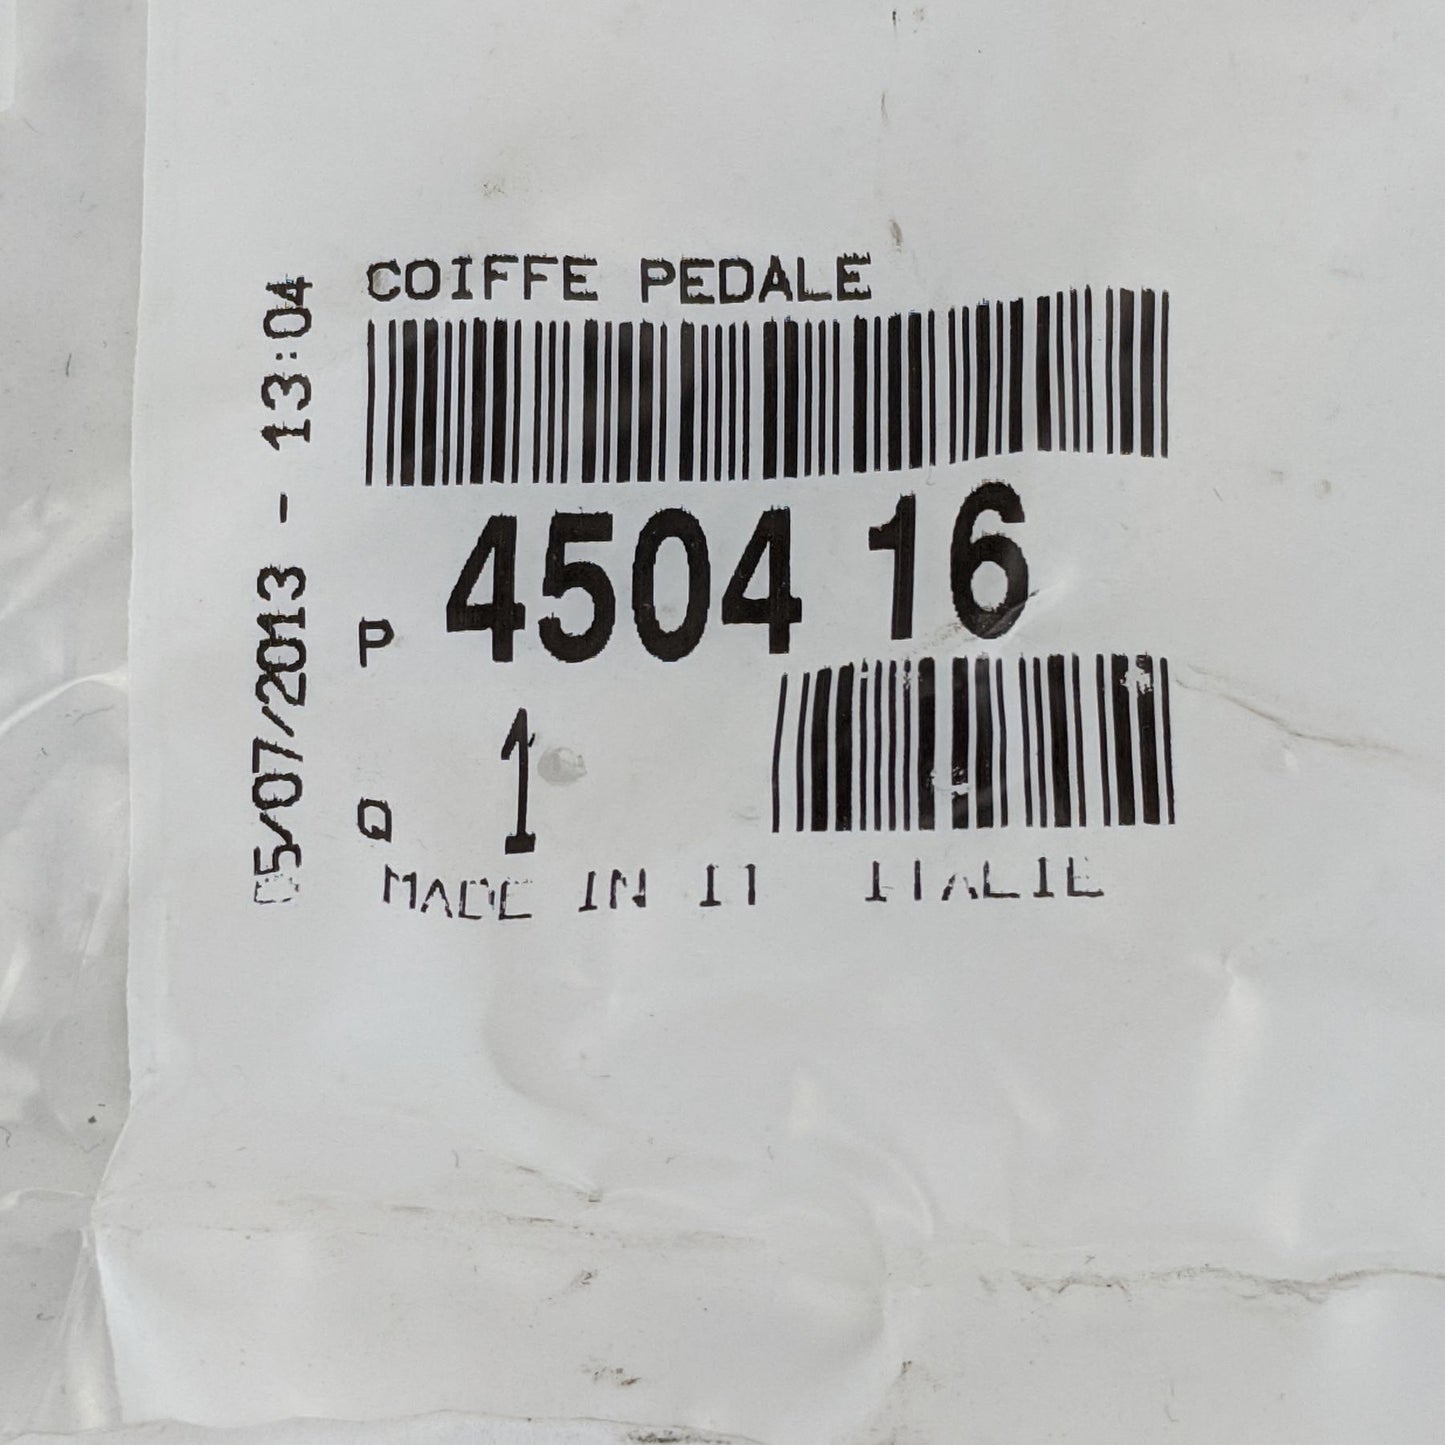 COIFFE PEDALE
P 4504 16
Q 1
MADE IN IT ITALIE
05/07/2013 - 13:04